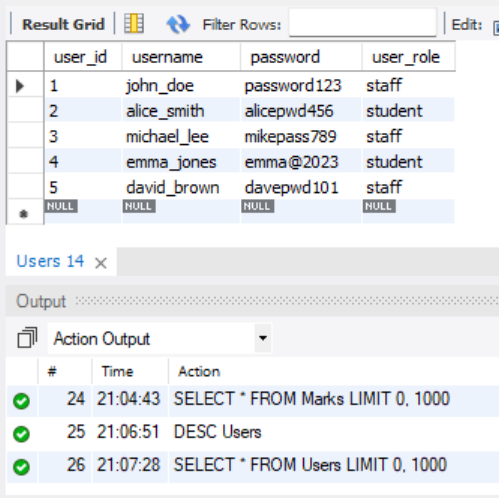 Result Grid Filter Rows: Edit:
user_id username password user_role
1 john_doe password123 staff
2 alice_smith alicepwd456 student
3 michael_lee mikepass789 staff
4 emma_jones emma@2023 student
5 david_brown davepwd101 staff
NULL NULL NULL NULL
Users 14
Output
Action Output
# Time Action
24 21:04:43 SELECT * FROM Marks LIMIT 0, 1000
25 21:06:51 DESC Users
26 21:07:28 SELECT * FROM Users LIMIT 0, 1000